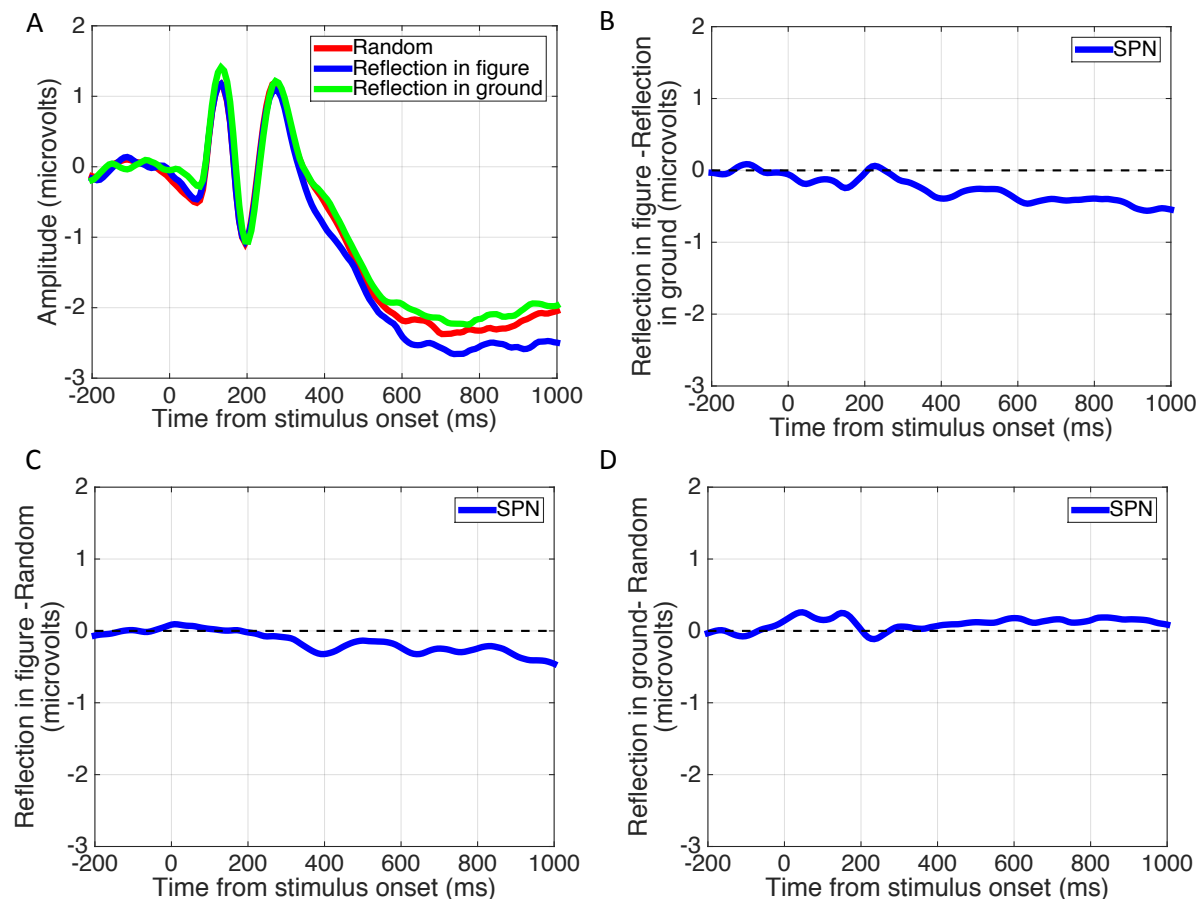 A
2
1
0
-1
-2
-3
Amplitude (microvolts)
Random
Reflection in figure
Reflection in ground
-200 0 200 400 600 800 1000
Time from stimulus onset (ms)
B
2
1
0
-1
-2
-3
Reflection in figure -Reflection
in ground (microvolts)
SPN
-200 0 200 400 600 800 1000
Time from stimulus onset (ms)
C
2
1
0
-1
-2
-3
Reflection in figure -Random
(microvolts)
SPN
-200 0 200 400 600 800 1000
Time from stimulus onset (ms)
D
2
1
0
-1
-2
-3
Reflection in ground- Random
(microvolts)
SPN
-200 0 200 400 600 800 1000
Time from stimulus onset (ms)